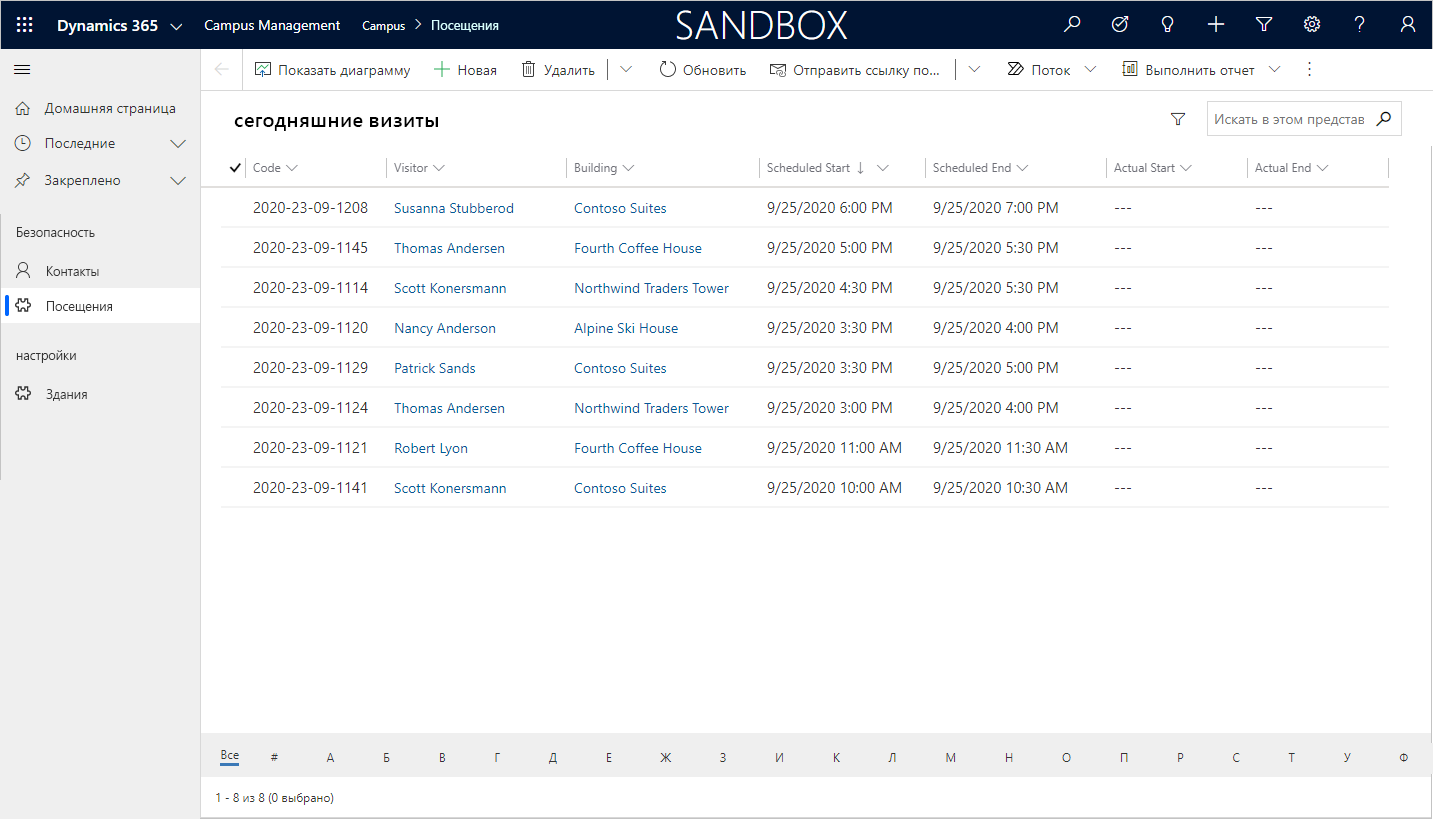 Dynamics 365 Campus Management Campus > Посещения SANDBOX
Показать диаграмму Новая Удалить Обновить Отправить ссылку по... Поток Выполнить отчет
Домашняя страница
Последние
Закреплено
Безопасность
Контакты
Посещения
настройки
Здания
сегодняшние визиты Искать в этом представ
Code Visitor Building Scheduled Start ↓ Scheduled End Actual Start Actual End
2020-23-09-1208 Susanna Stubberod Contoso Suites 9/25/2020 6:00 PM 9/25/2020 7:00 PM --- ---
2020-23-09-1145 Thomas Andersen Fourth Coffee House 9/25/2020 5:00 PM 9/25/2020 5:30 PM --- ---
2020-23-09-1114 Scott Konersmann Northwind Traders Tower 9/25/2020 4:30 PM 9/25/2020 5:30 PM --- ---
2020-23-09-1120 Nancy Anderson Alpine Ski House 9/25/2020 3:30 PM 9/25/2020 4:00 PM --- ---
2020-23-09-1129 Patrick Sands Contoso Suites 9/25/2020 3:30 PM 9/25/2020 5:00 PM --- ---
2020-23-09-1124 Thomas Andersen Northwind Traders Tower 9/25/2020 3:00 PM 9/25/2020 4:00 PM --- ---
2020-23-09-1121 Robert Lyon Fourth Coffee House 9/25/2020 11:00 AM 9/25/2020 11:30 AM --- ---
2020-23-09-1141 Scott Konersmann Contoso Suites 9/25/2020 10:00 AM 9/25/2020 10:30 AM --- ---
Все # А Б В Г Д Е Ж З И К Л М Н О П Р С Т У Ф
1 - 8 из 8 (0 выбрано)